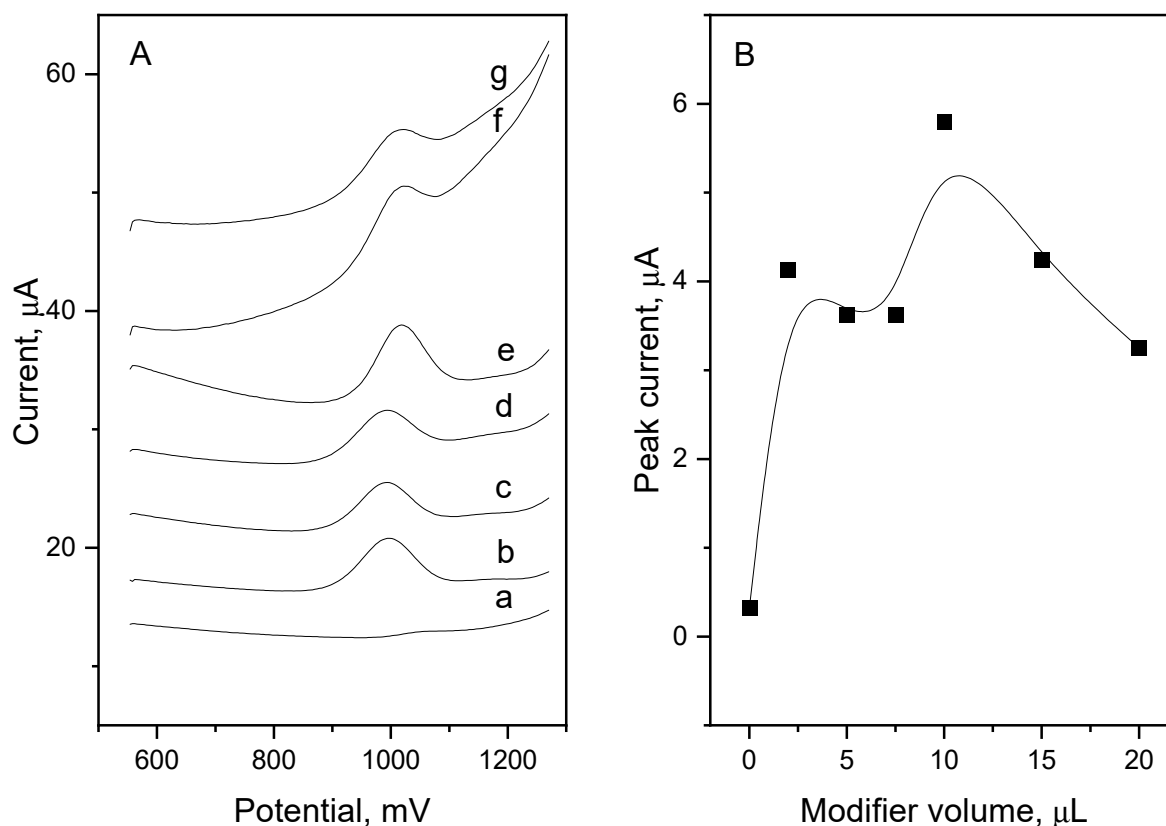 A
60
40
20
Current, μA
g
f
e
d
c
b
a
600 800 1000 1200
Potential, mV
B
6
4
2
0
Peak current, μA
0 5 10 15 20
Modifier volume, μL